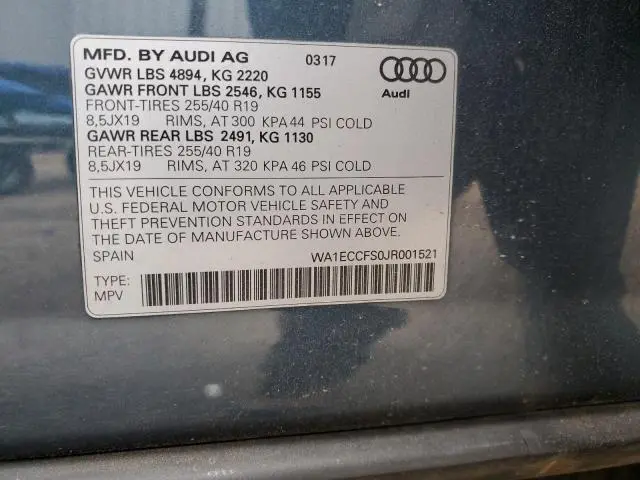 MFD. BY AUDI AG 0317
GVWR LBS 4894, KG 2220
GAWR FRONT LBS 2546, KG 1155
FRONT-TIRES 255/40 R19
8,5JX19 RIMS, AT 300 KPA 44 PSI COLD
GAWR REAR LBS 2491, KG 1130
REAR-TIRES 255/40 R19
8,5JX19 RIMS, AT 320 KPA 46 PSI COLD
Audi
THIS VEHICLE CONFORMS TO ALL APPLICABLE
U.S. FEDERAL MOTOR VEHICLE SAFETY AND
THEFT PREVENTION STANDARDS IN EFFECT ON
THE DATE OF MANUFACTURE SHOWN ABOVE.
SPAIN WA1ECCFS0JR001521
TYPE:
MPV